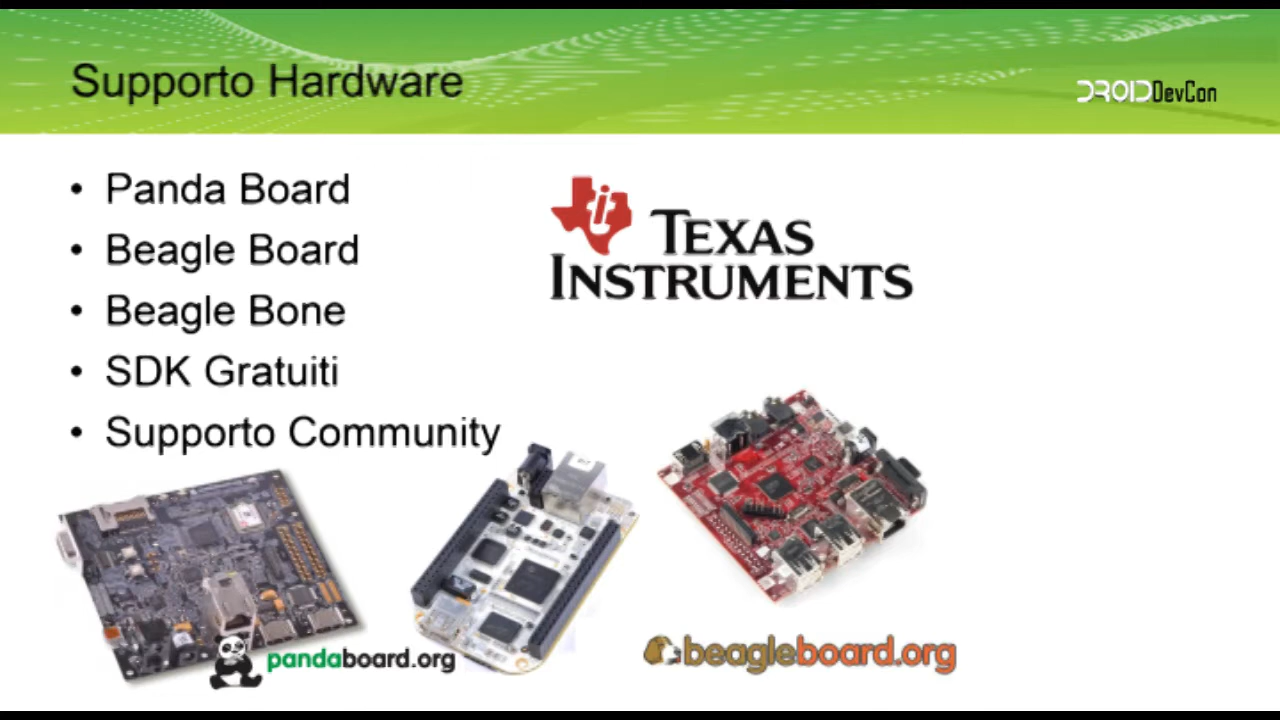 Supporto Hardware
DROIDDevCon
• Panda Board
• Beagle Board
• Beagle Bone
• SDK Gratuiti
• Supporto Community
TEXAS
INSTRUMENTS
pandaboard.org
beagleboard.org